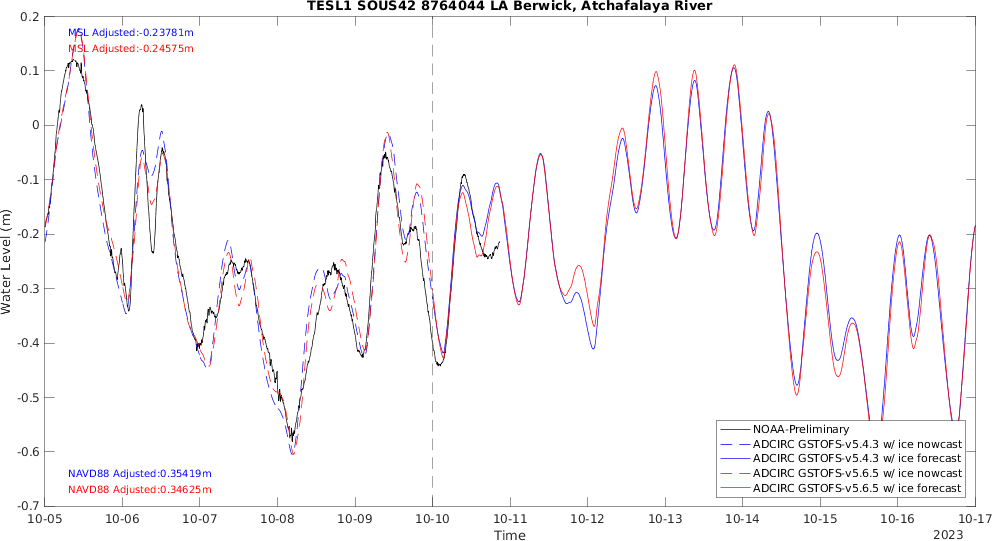 TESL1 SOUS42 8764044 LA Berwick, Atchafalaya River
MSL Adjusted:-0.23781m
MSL Adjusted:-0.24575m
0.2
0.1
0
-0.1
-0.2
-0.3
-0.4
-0.5
-0.6
-0.7
Water Level (m)
NAVD88 Adjusted:0.35419m
NAVD88 Adjusted:0.34625m
NOAA-Preliminary
ADCIRC GSTOFS-v5.4.3 w/ ice nowcast
ADCIRC GSTOFS-v5.4.3 w/ ice forecast
ADCIRC GSTOFS-v5.6.5 w/ ice nowcast
ADCIRC GSTOFS-v5.6.5 w/ ice forecast
10-05 10-06 10-07 10-08 10-09 10-10 10-11 10-12 10-13 10-14 10-15 10-16 10-17
Time
2023